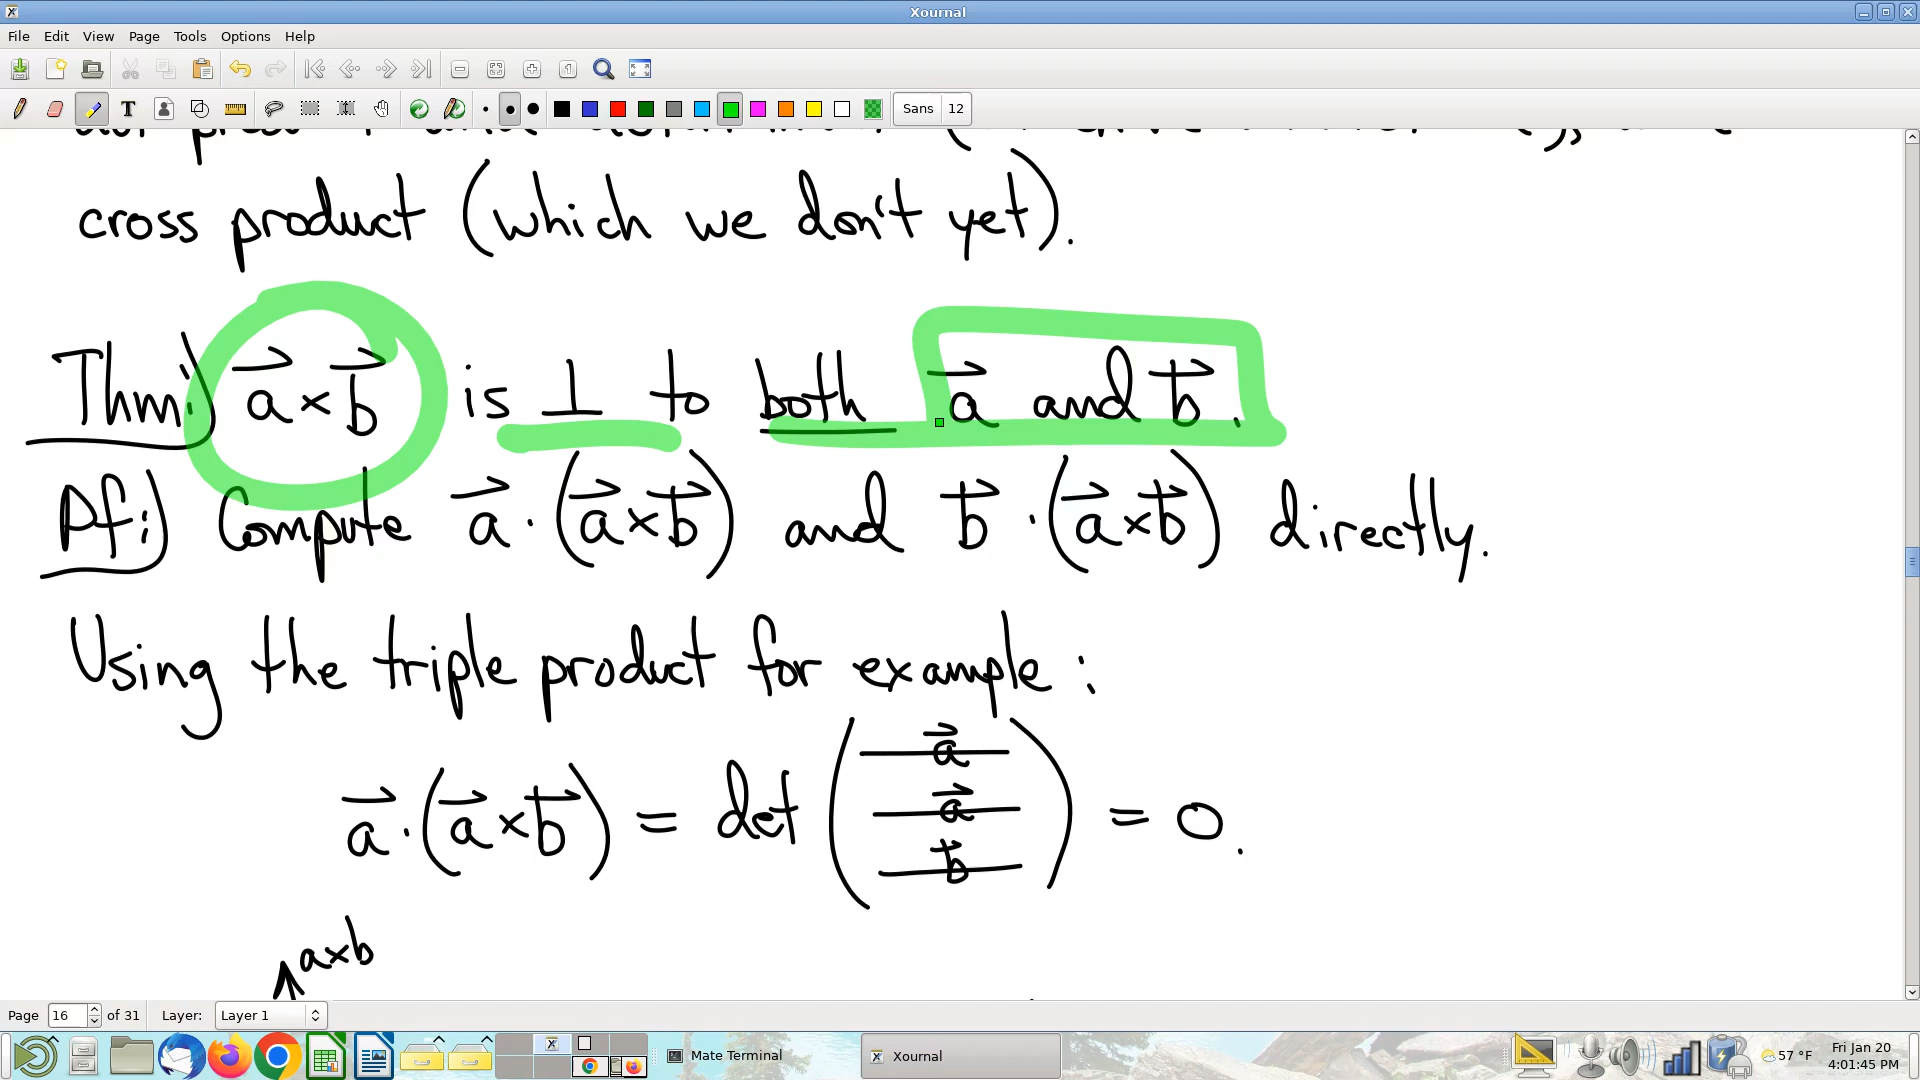 Xournal
File Edit View Page Tools Options Help
Sans 12
cross product (which we don't yet).
Thm:) a⃗×b⃗ is ⊥ to both a⃗ and b⃗.
Pf:) Compute a⃗·(a⃗×b⃗) and b⃗·(a⃗×b⃗) directly.
Using the triple product for example:
a⃗·(a⃗×b⃗) = det ( a⃗
a⃗
b⃗ ) = 0.
a×b
Page 16 of 31 Layer: Layer 1
Mate Terminal Xournal 57 °F Fri Jan 20
4:01:45 PM